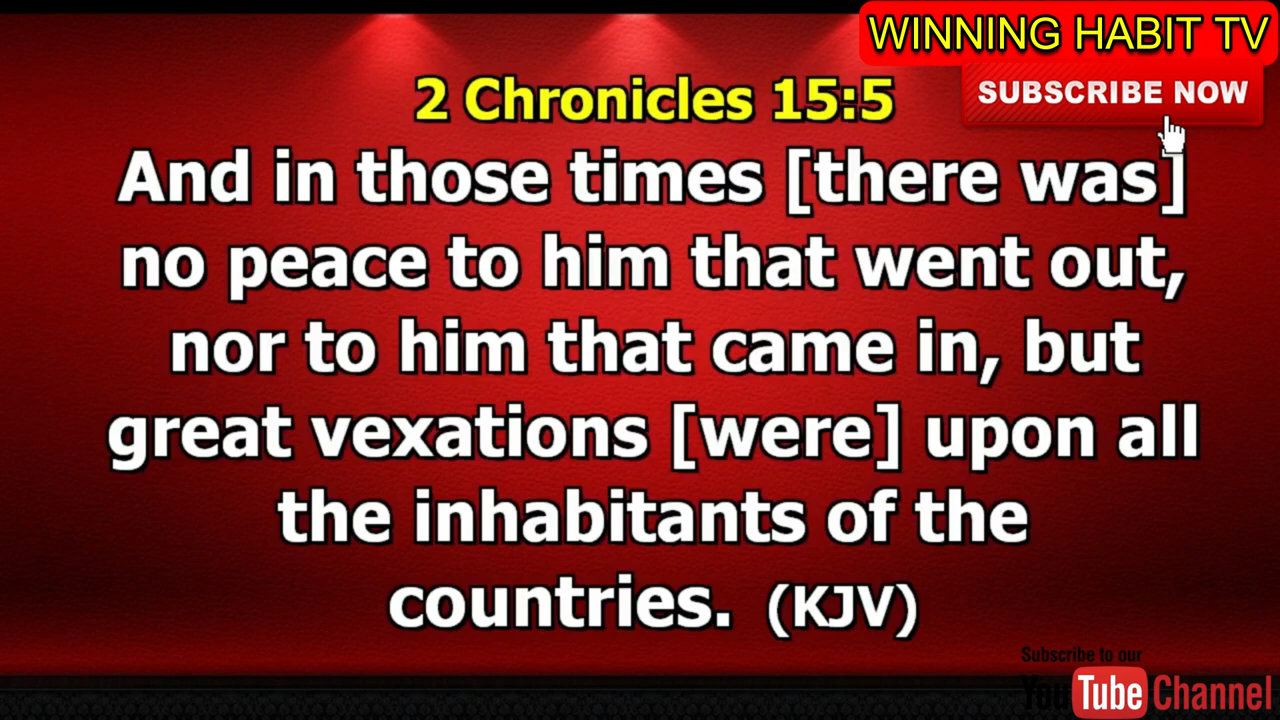 WINNING HABIT TV
SUBSCRIBE NOW
2 Chronicles 15:5
And in those times [there was]
no peace to him that went out,
nor to him that came in, but
great vexations [were] upon all
the inhabitants of the
countries. (KJV)
Subscribe to our
YouTube Channel